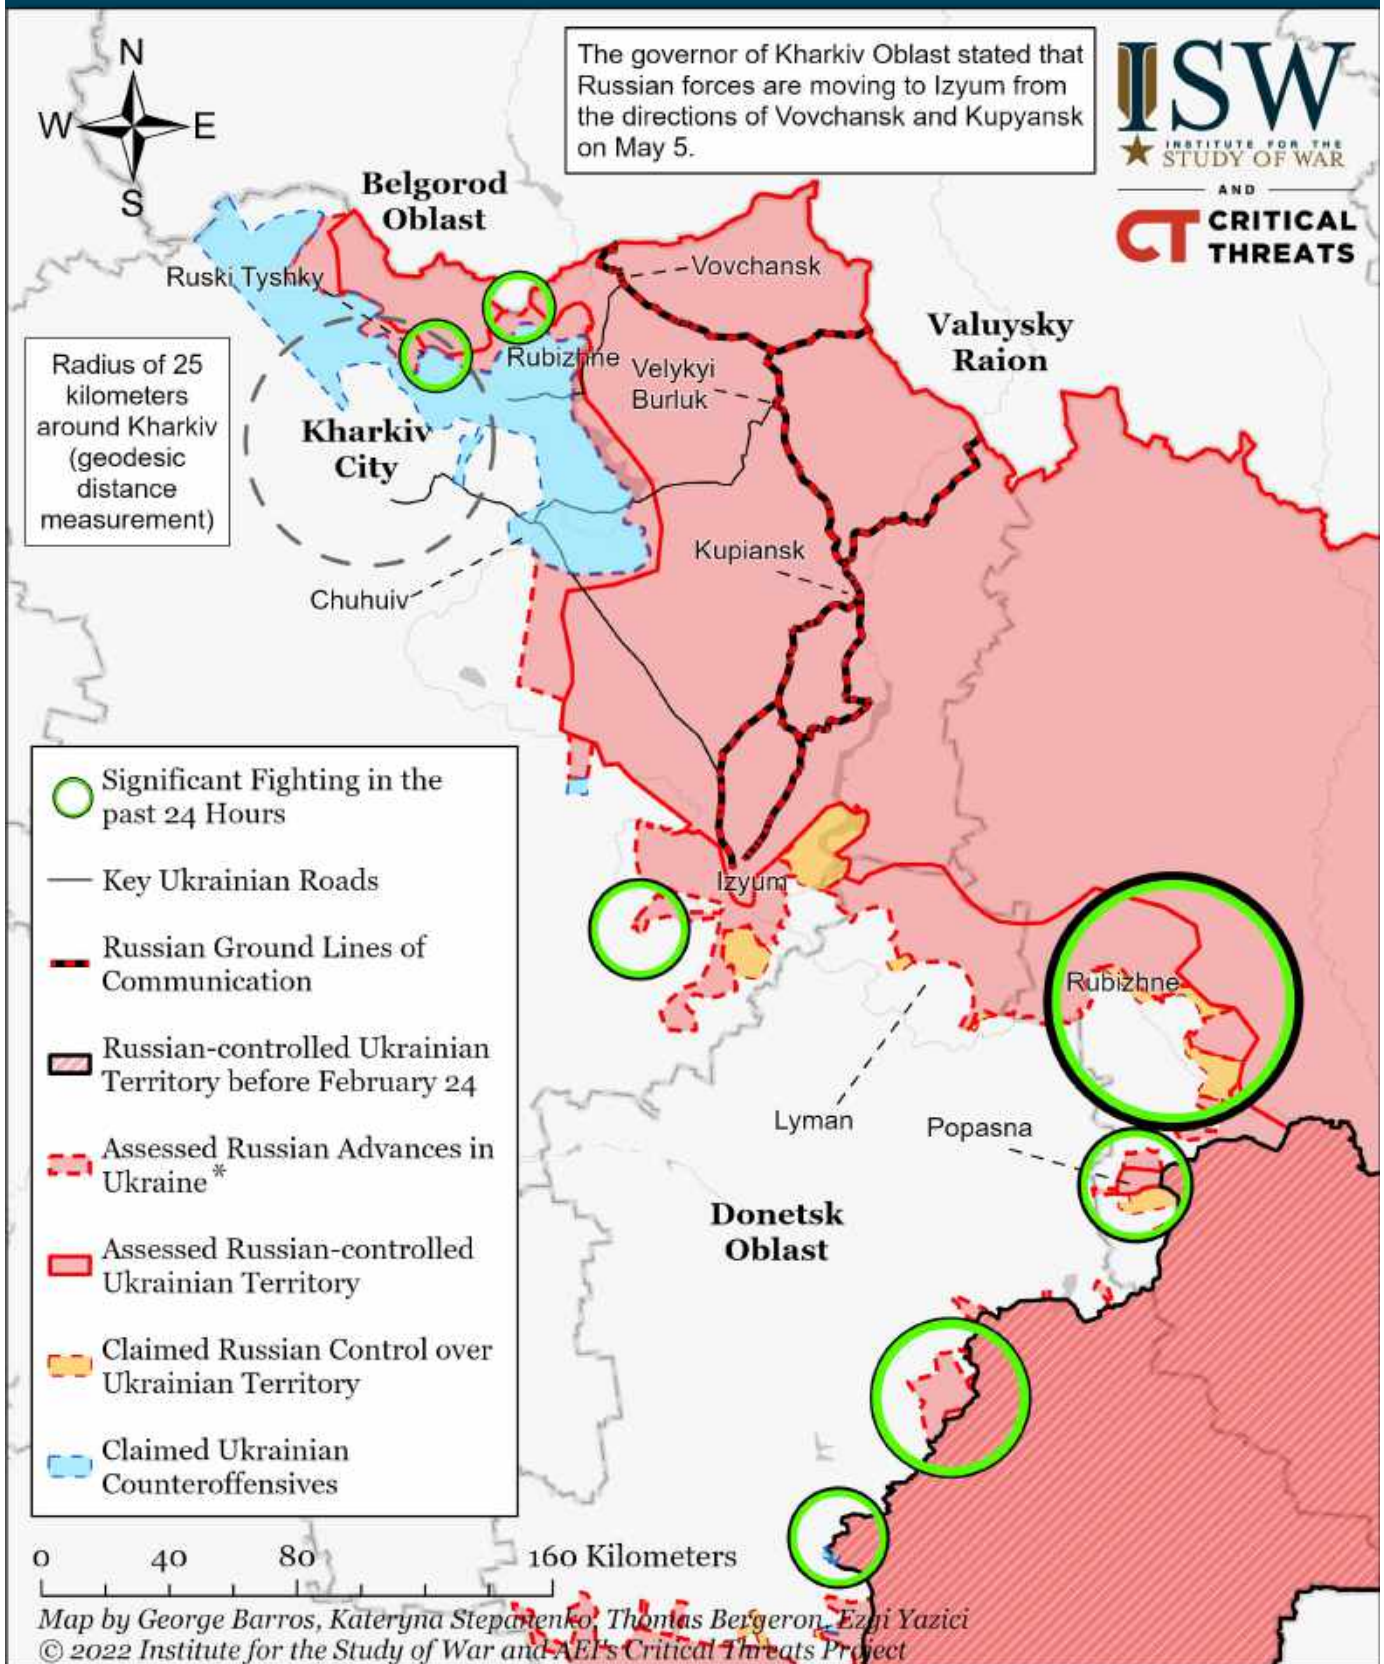 N
W
E
S
The governor of Kharkiv Oblast stated that
Russian forces are moving to Izyum from
the directions of Vovchansk and Kupyansk
on May 5.
ISW
INSTITUTE FOR THE
STUDY OF WAR
AND
CT CRITICAL
THREATS
Belgorod
Oblast
Ruski Tyshky
Vovchansk
Valuysky
Raion
Radius of 25
kilometers
around Kharkiv
(geodesic
distance
measurement)
Rubizhne
Velykyi
Burluk
Kharkiv
City
Kupiansk
Chuhuiv
Izyum
Rubizhne
Lyman
Popasna
Donetsk
Oblast
Significant Fighting in the
past 24 Hours
Key Ukrainian Roads
Russian Ground Lines of
Communication
Russian-controlled Ukrainian
Territory before February 24
Assessed Russian Advances in
Ukraine*
Assessed Russian-controlled
Ukrainian Territory
Claimed Russian Control over
Ukrainian Territory
Claimed Ukrainian
Counteroffensives
0 40 80 160 Kilometers
Map by George Barros, Kateryna Stepanenko, Thomas Bergeron, Ezgi Yazici
© 2022 Institute for the Study of War and AEI's Critical Threats Project